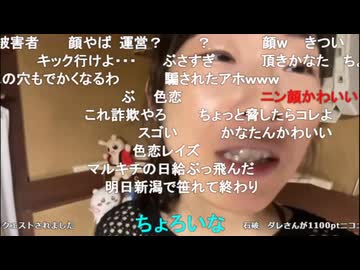 被害者　顔やば　運営？　？　顔ｗ　きつい
キック行けよ・・・　ぶさすぎ　頂きかなた　ちょ
の穴もでかくなるわ　騙されたアホｗｗｗ
ぶ　色恋　ニン顔かわいい
これ詐欺やろ　ちょっと脅したらコレよ
スゴい　かなたんかわいい
色恋レイズ
マルキチの日給ぶっ飛んだ
明日新潟で笹れて終わり
ちょろいな
クエストされました　石破　ダレさんが1100ptニコニ